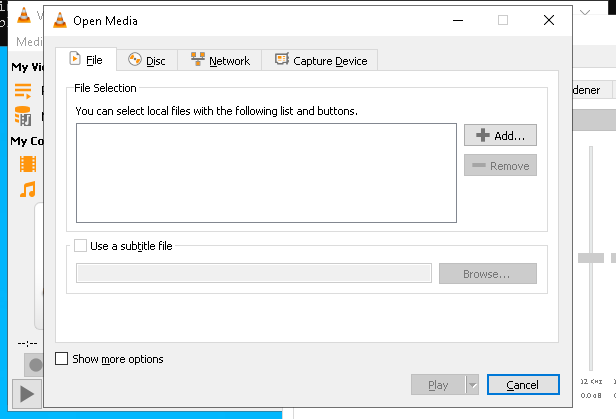 Open Media
Medi
File
Disc
Network
Capture Device
My Vi
dener
File Selection
You can select local files with the following list and buttons.
Add...
Remove
My Co
Use a subtitle file
Browse...
--:--
Show more options
Play
Cancel
12 KHz
0.0 dB